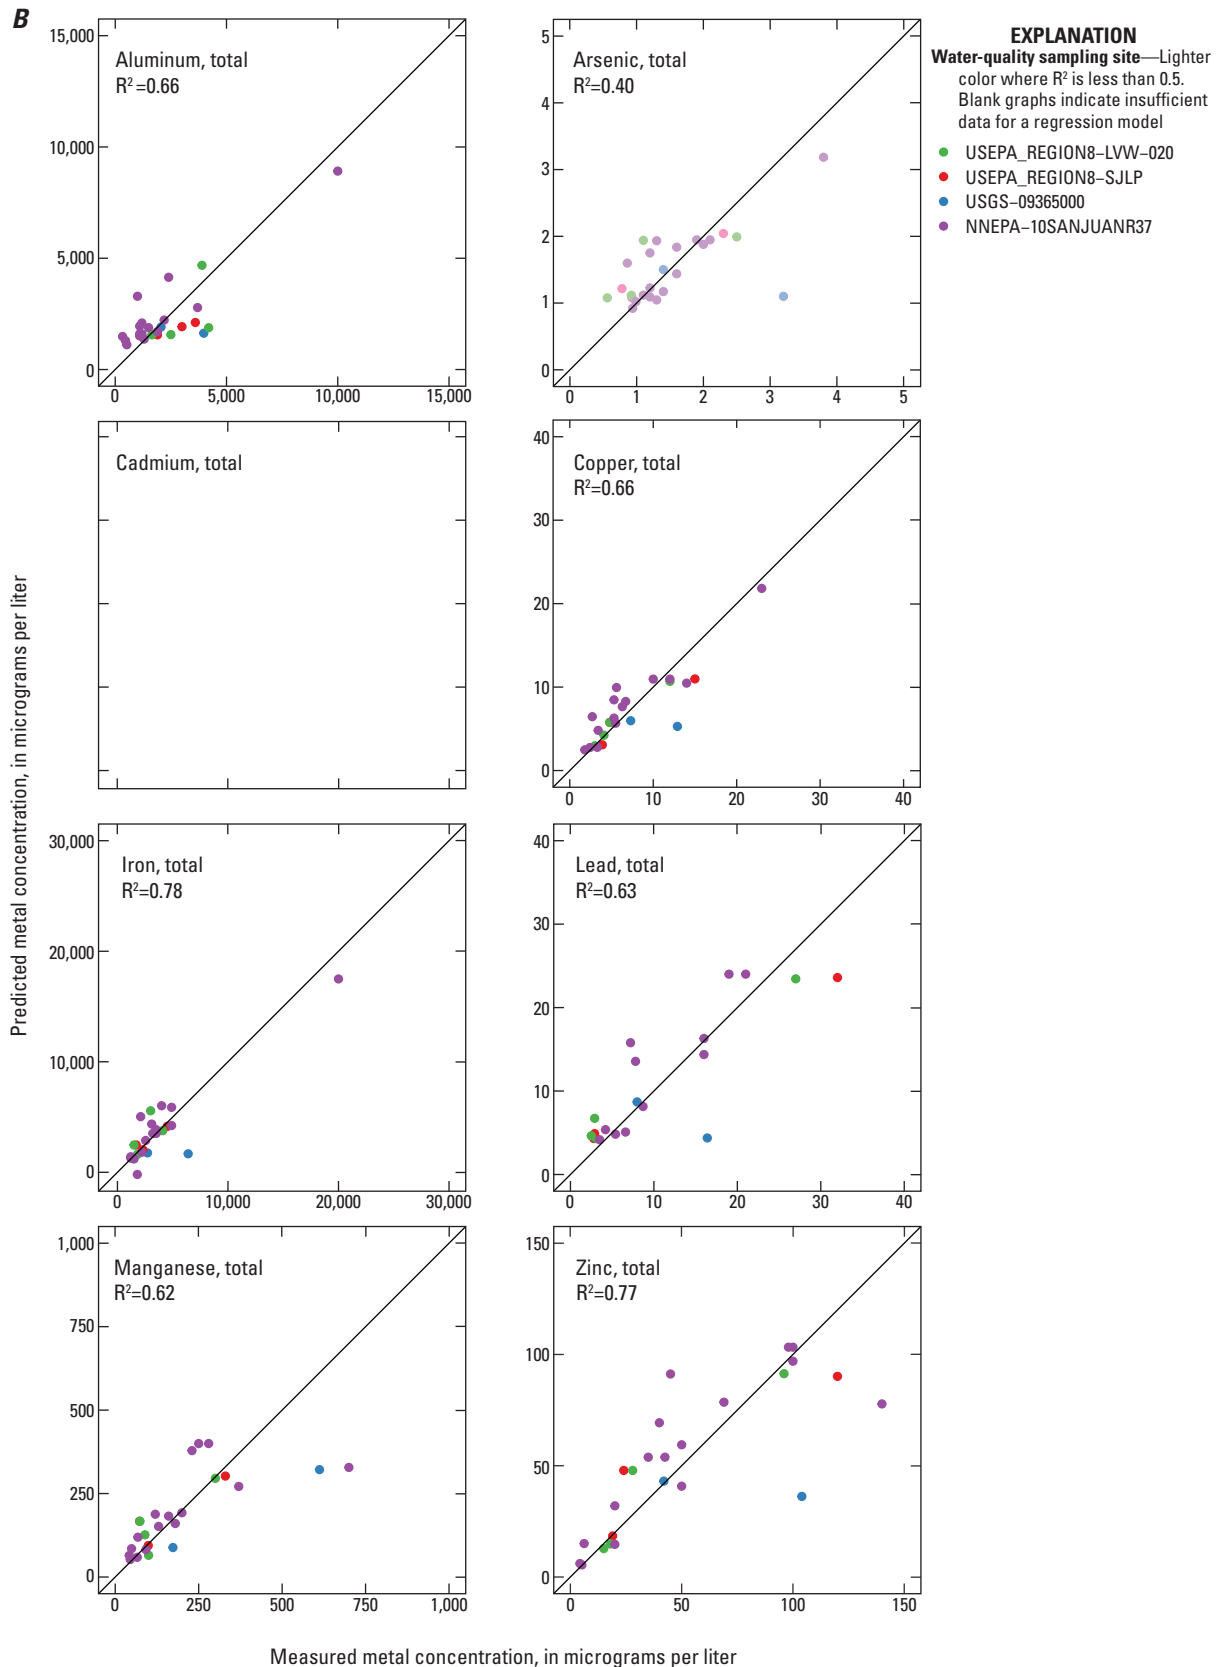 B
EXPLANATION
Water-quality sampling site—Lighter
color where R² is less than 0.5.
Blank graphs indicate insufficient
data for a regression model
USEPA_REGION8–LVW–020
USEPA_REGION8–SJLP
USGS–09365000
NNEPA–10SANJUANR37
Predicted metal concentration, in micrograms per liter
Aluminum, total
R² =0.66
15,000
10,000
5,000
0
0 5,000 10,000 15,000
Arsenic, total
R²=0.40
5
4
3
2
1
0
0 1 2 3 4 5
Cadmium, total
Copper, total
R²=0.66
40
30
20
10
0
0 10 20 30 40
Iron, total
R²=0.78
30,000
20,000
10,000
0
0 10,000 20,000 30,000
Lead, total
R²=0.63
40
30
20
10
0
0 10 20 30 40
Manganese, total
R²=0.62
1,000
750
500
250
0
0 250 500 750 1,000
Zinc, total
R²=0.77
150
100
50
0
0 50 100 150
Measured metal concentration, in micrograms per liter